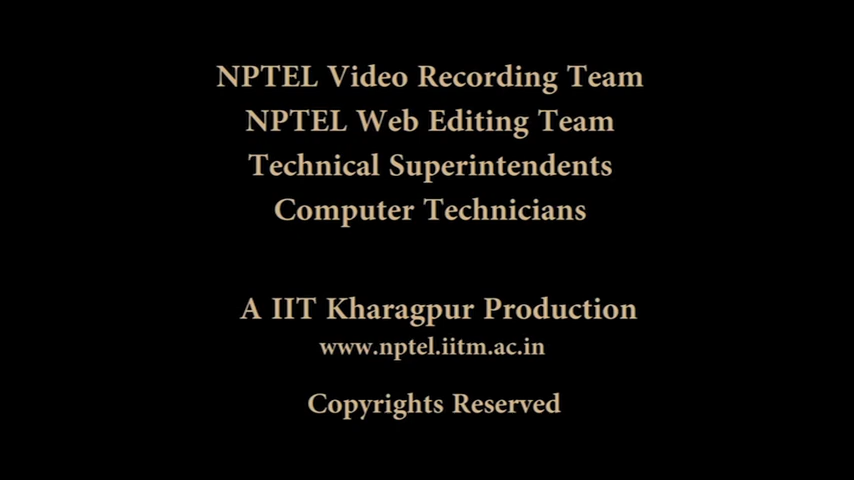 NPTEL Video Recording Team
NPTEL Web Editing Team
Technical Superintendents
Computer Technicians
A IIT Kharagpur Production
www.nptel.iitm.ac.in
Copyrights Reserved